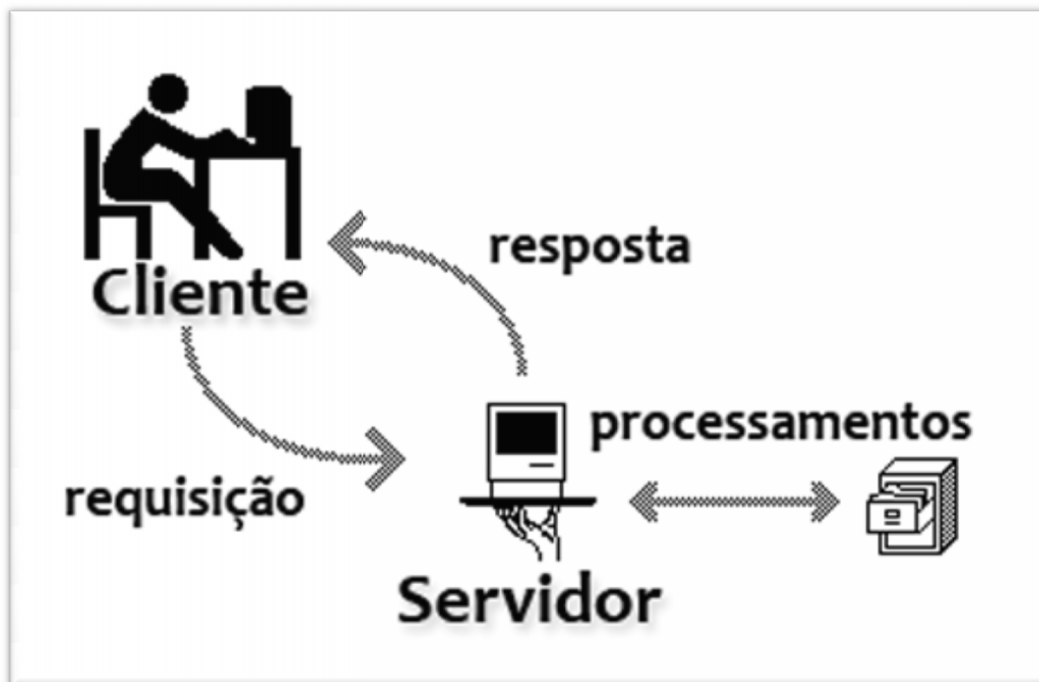 resposta
Cliente
processamentos
requisição
Servidor